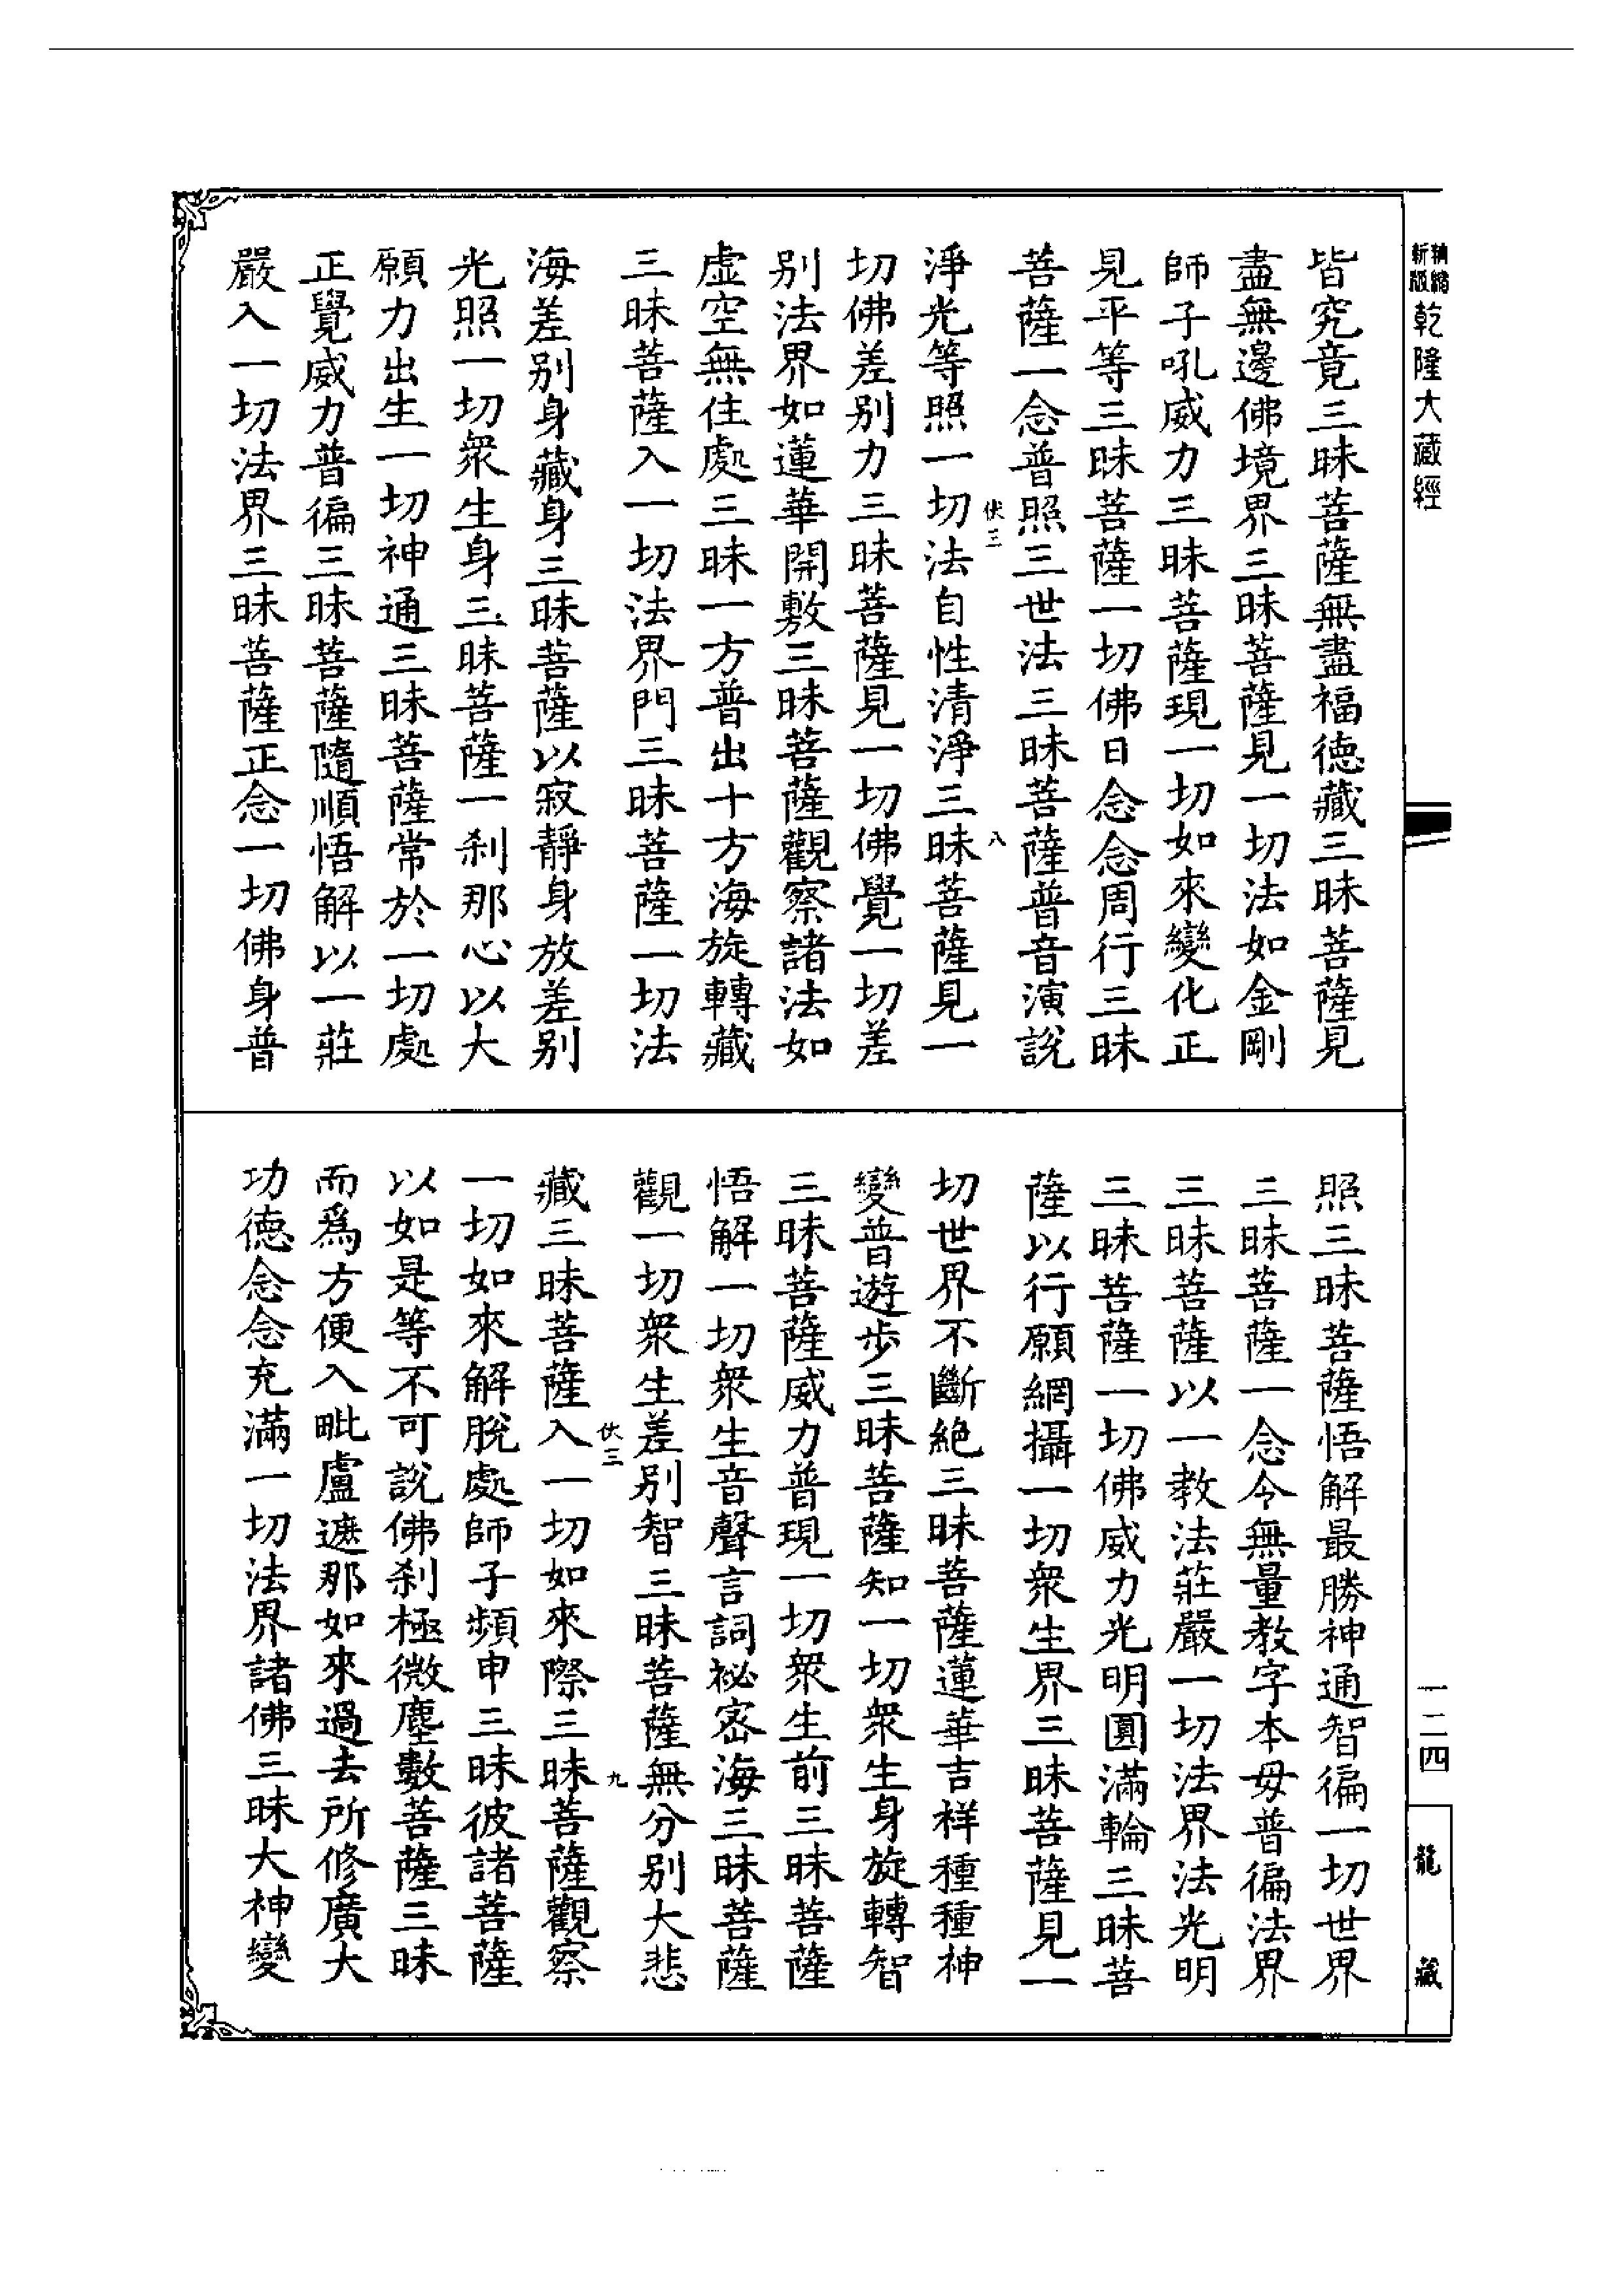 精縮新版乾隆大藏經
皆究竟三昧菩薩無盡福德藏三昧菩薩見
盡無邊佛境界三昧菩薩見一切法如金剛
師子吼威力三昧菩薩現一切如來變化正
見平等三昧菩薩一切佛日念念周行三昧
菩薩一念普照三世法三昧菩薩普音演說
伏三
八
淨光等照一切法自性清淨三昧菩薩見一
切佛差別力三昧菩薩見一切佛覺一切差
別法界如蓮華開敷三昧菩薩觀察諸法如
虛空無住處三昧一方普出十方海旋轉藏
三昧菩薩入一切法界門三昧菩薩一切法
海差別身藏身三昧菩薩以寂靜身放差別
光照一切衆生身三昧菩薩一刹那心以大
願力出生一切神通三昧菩薩常於一切處
正覺威力普徧三昧菩薩隨順悟解以一莊
嚴入一切法界三昧菩薩正念一切佛身普
照三昧菩薩悟解最勝神通智徧一切世界
三昧菩薩一念今無量教字本母普徧法界
三昧菩薩以一教法莊嚴一切法界法光明
三昧菩薩一切佛威力光明圓滿輪三昧菩
薩以行願網攝一切衆生界三昧菩薩見一
切世界不斷絶三昧菩薩蓮華吉祥種種神
變普遊步三昧菩薩知一切衆生身旋轉智
三昧菩薩威力普現一切衆生前三昧菩薩
悟解一切衆生音聲言詞祕密海三昧菩薩
觀一切衆生差別智三昧菩薩無分別大悲
伏三
九
藏三昧菩薩入一切如來際三昧菩薩觀察
一切如來解脫處師子頻申三昧彼諸菩薩
以如是等不可說佛刹極微塵數菩薩三昧
而爲方便入毗盧遮那如來過去所修廣大
功德念念充滿一切法界諸佛三昧大神變
一二四
龍藏